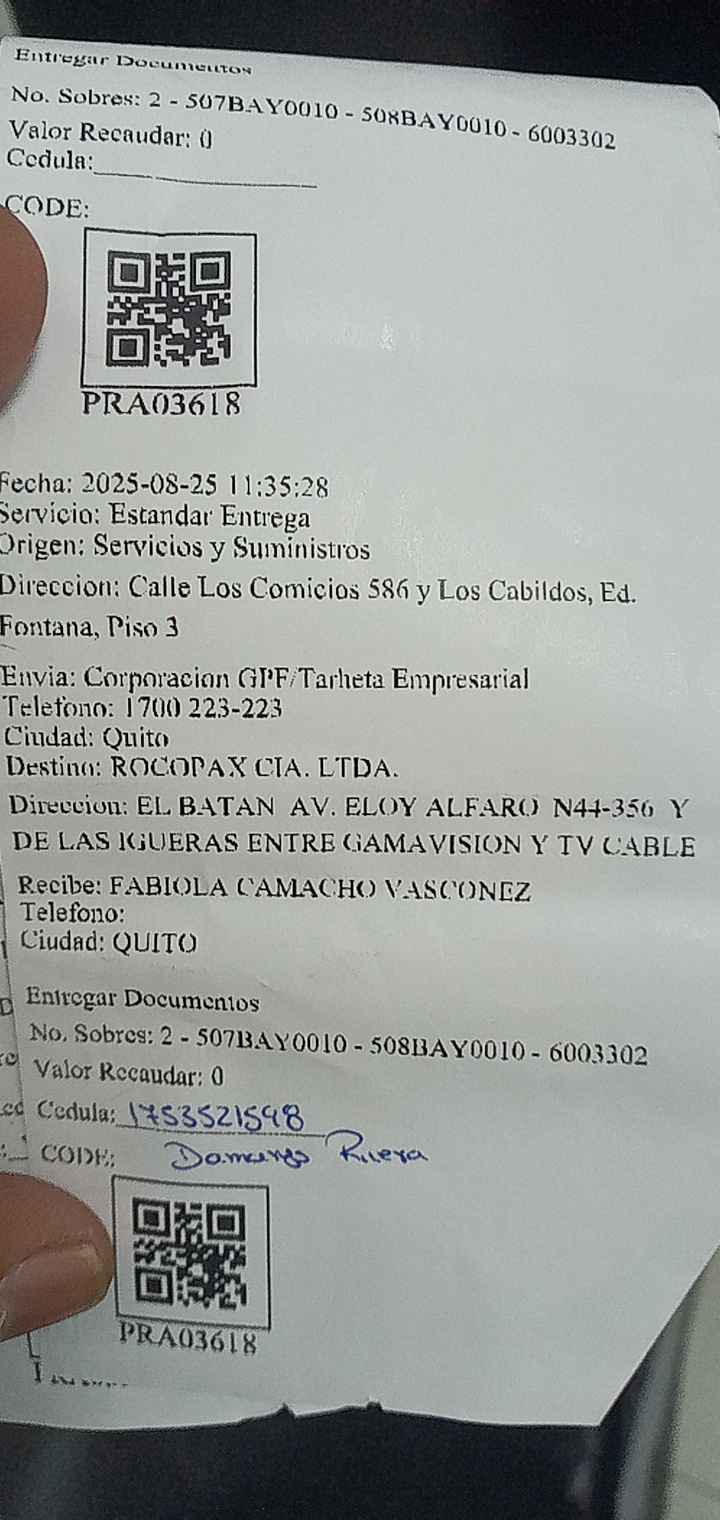 Entregar Documentos
No. Sobres: 2 - 507BAY0010 - 508BAY0010 - 6003302
Valor Recaudar: 0
Cedula:
CODE:
PRA03618
Fecha: 2025-08-25 11:35:28
Servicio: Estandar Entrega
Origen: Servicios y Suministros
Direccion: Calle Los Comicios 586 y Los Cabildos, Ed.
Fontana, Piso 3
Envia: Corporacion GPF/Tarheta Empresarial
Telefono: 1700 223-223
Ciudad: Quito
Destino: ROCOPAX CIA. LTDA.
Direccion: EL BATAN AV. ELOY ALFARO N44-356 Y
DE LAS IGUERAS ENTRE GAMAVISION Y TV CABLE
Recibe: FABIOLA CAMACHO VASCONEZ
Telefono:
Ciudad: QUITO
Entregar Documentos
No. Sobres: 2 - 507BAY0010 - 508BAY0010 - 6003302
Valor Recaudar: 0
Cedula: 1753521598
CODE:
PRA03618